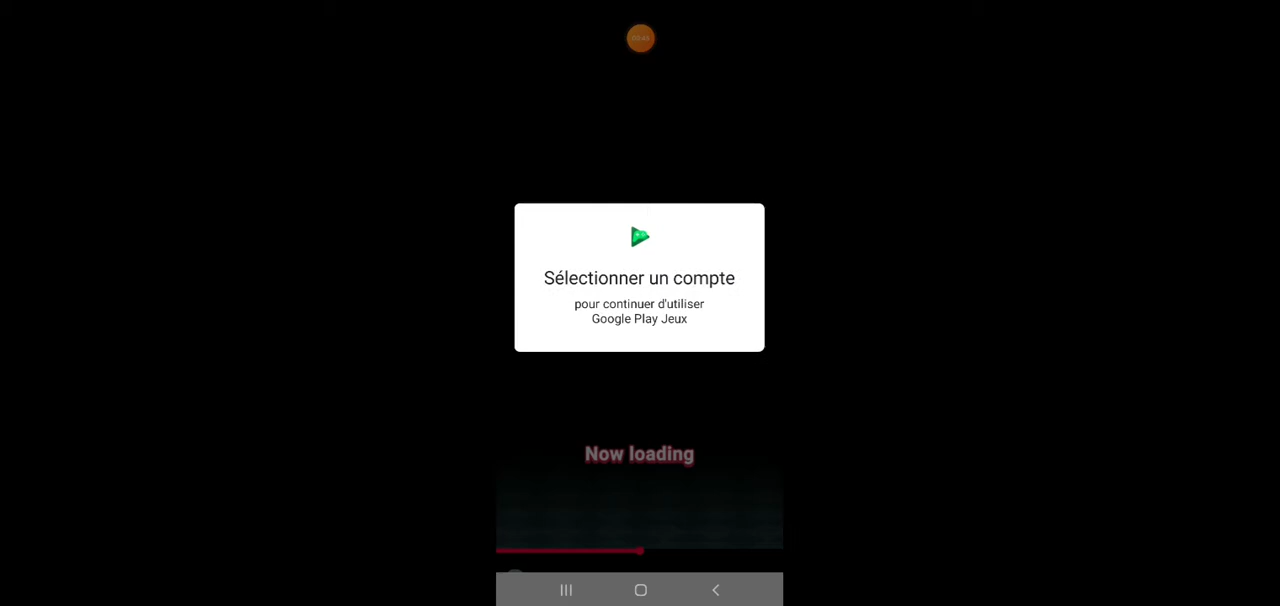 Sélectionner un compte
pour continuer d'utiliser
Google Play Jeux
Now loading